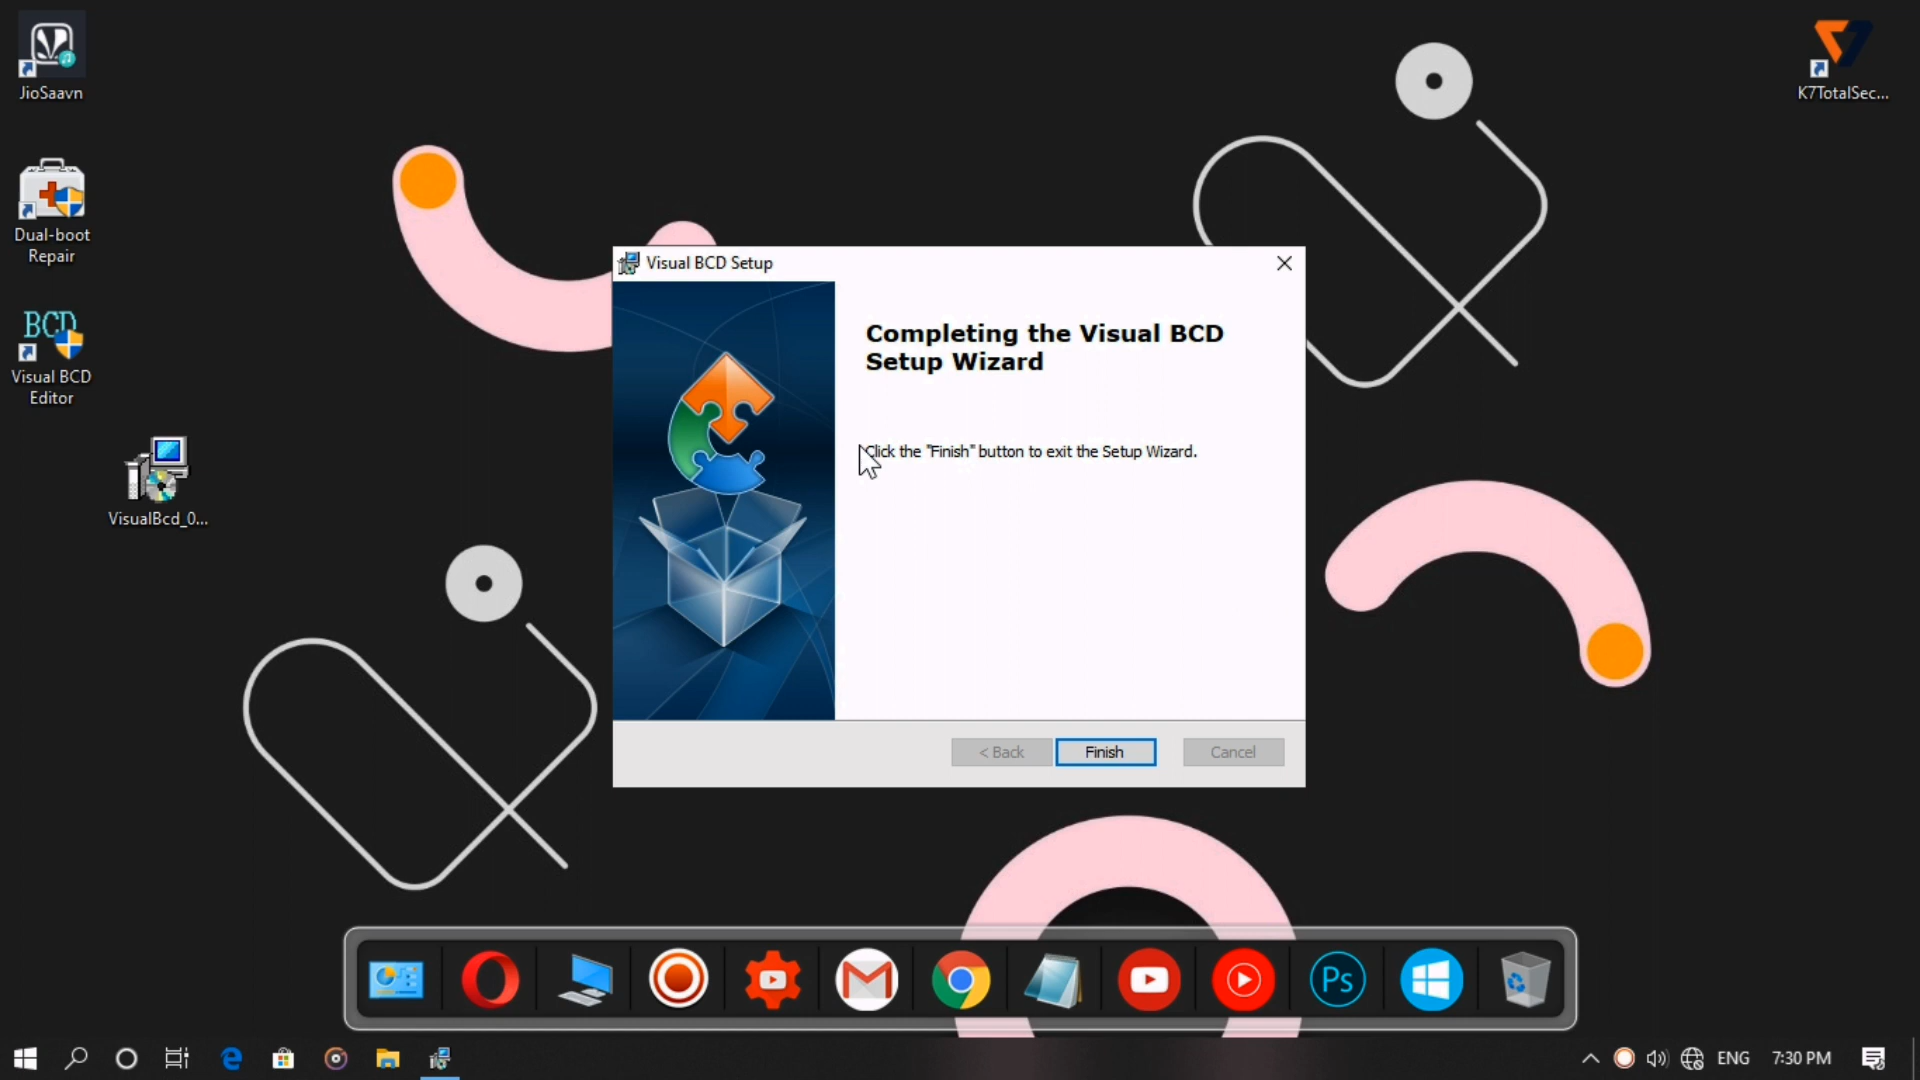 JioSaavn
K7TotalSec...
Dual-boot
Repair
BCD
Visual BCD
Editor
VisualBcd_0...
Visual BCD Setup
Completing the Visual BCD
Setup Wizard
Click the "Finish" button to exit the Setup Wizard.
< Back
Finish
Cancel
Ps
ENG
7:30 PM